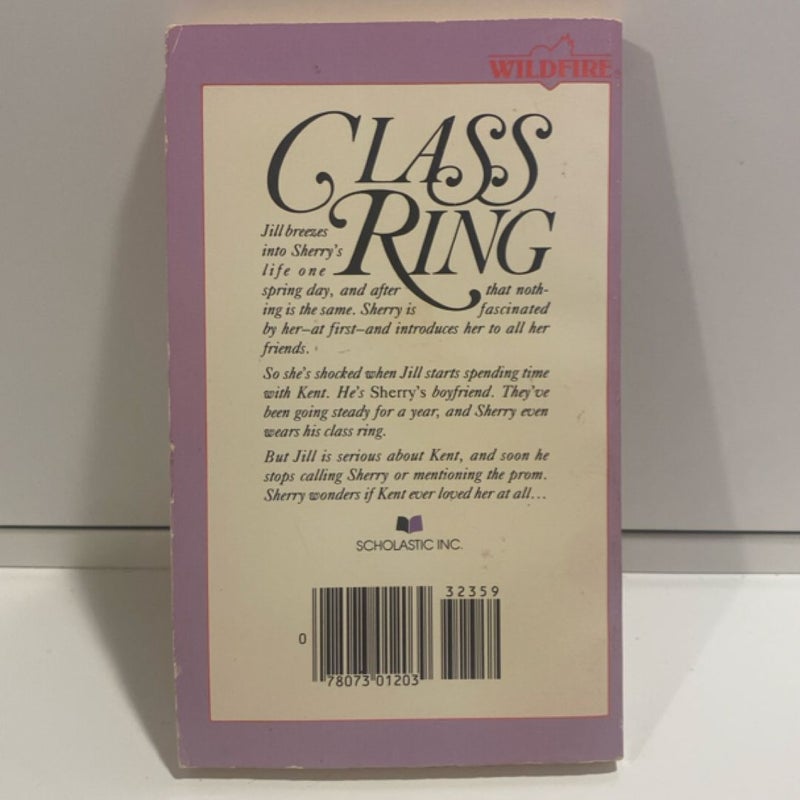 WILDFIRE®
CLASS
RING
Jill breezes
into Sherry's
life one
spring day, and after that noth-
ing is the same. Sherry is fascinated
by her—at first—and introduces her to all her
friends.
So she's shocked when Jill starts spending time
with Kent. He's Sherry's boyfriend. They've
been going steady for a year, and Sherry even
wears his class ring.
But Jill is serious about Kent, and soon he
stops calling Sherry or mentioning the prom.
Sherry wonders if Kent ever loved her at all...
SCHOLASTIC INC.
32359
0
78073 01203